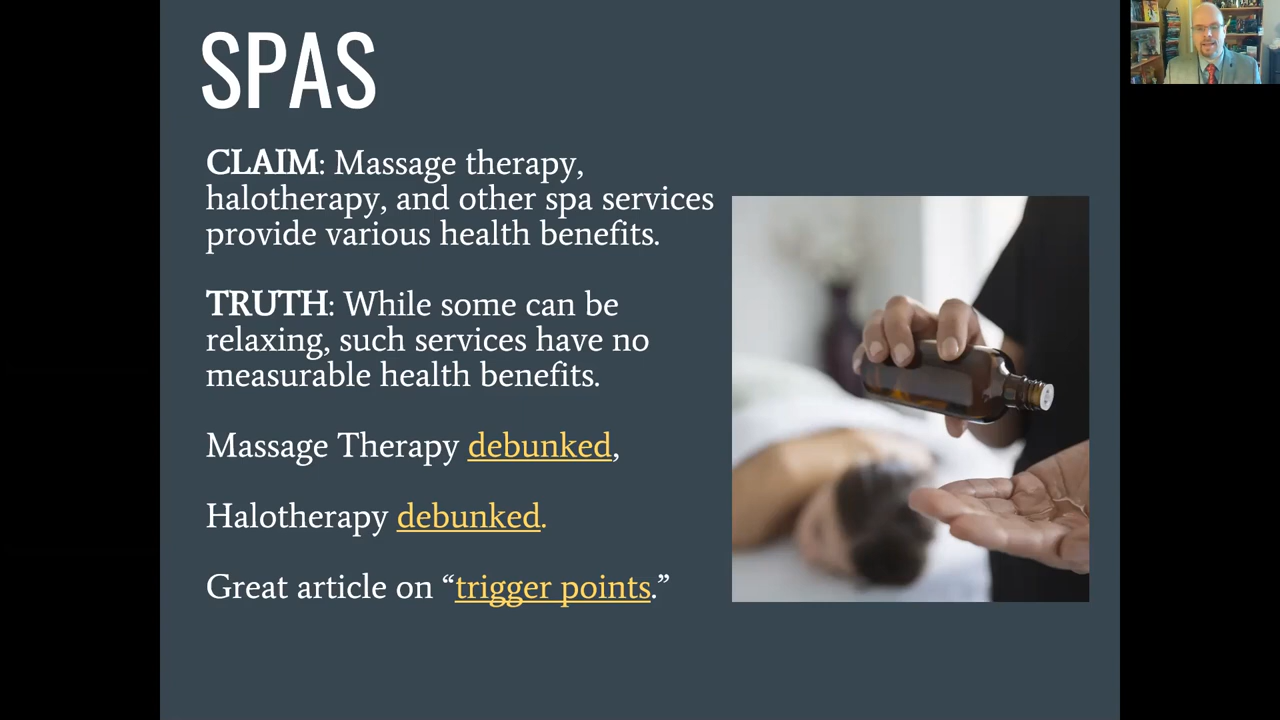 SPAS
CLAIM: Massage therapy,
halotherapy, and other spa services
provide various health benefits.
TRUTH: While some can be
relaxing, such services have no
measurable health benefits.
Massage Therapy debunked,
Halotherapy debunked.
Great article on “trigger points.”